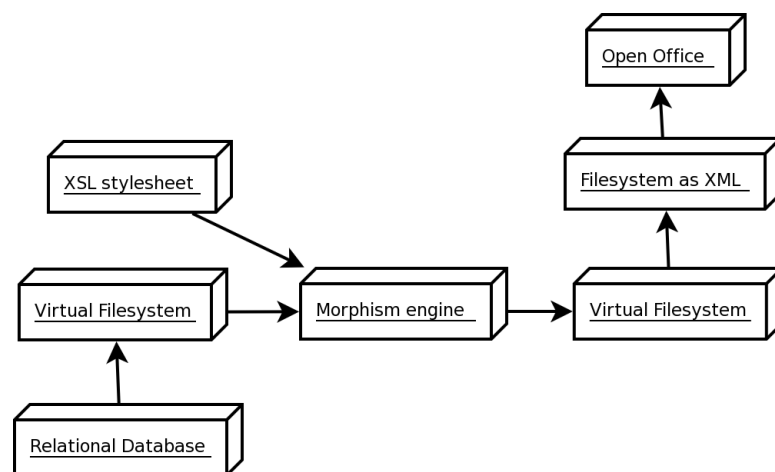 Open Office
XSL stylesheet
Filesystem as XML
Virtual Filesystem
Morphism engine
Virtual Filesystem
Relational Database